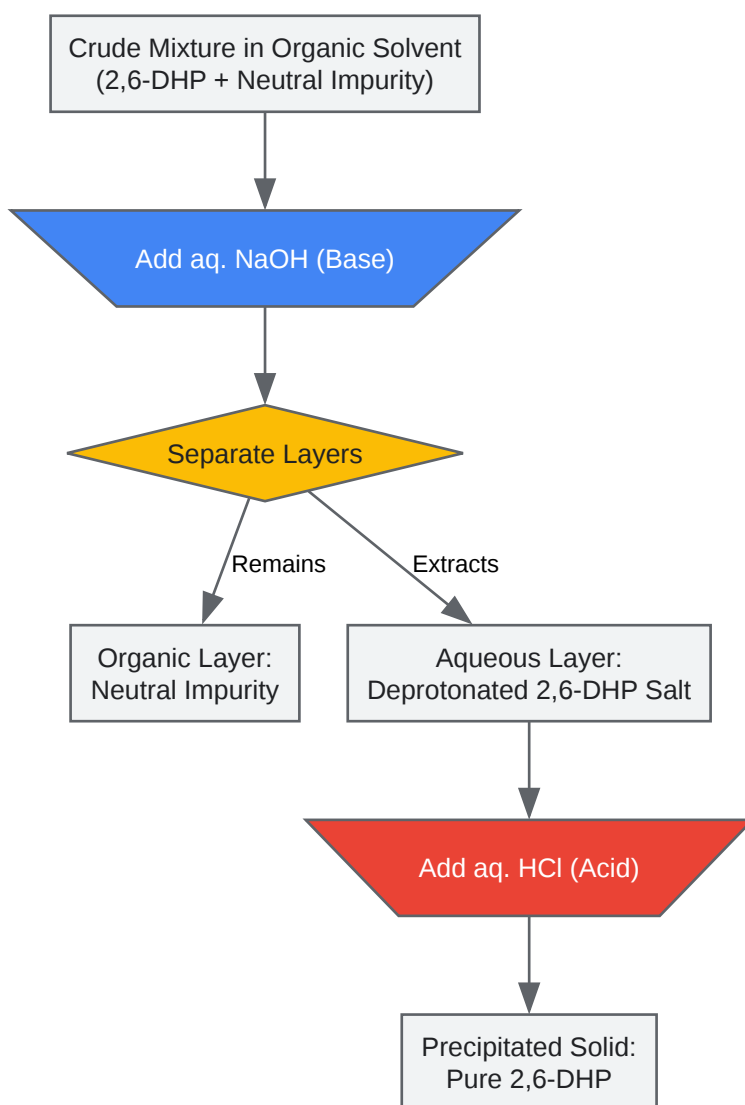 Crude Mixture in Organic Solvent
(2,6-DHP + Neutral Impurity)
Add aq. NaOH (Base)
Separate Layers
Remains
Extracts
Organic Layer:
Neutral Impurity
Aqueous Layer:
Deprotonated 2,6-DHP Salt
Add aq. HCl (Acid)
Precipitated Solid:
Pure 2,6-DHP